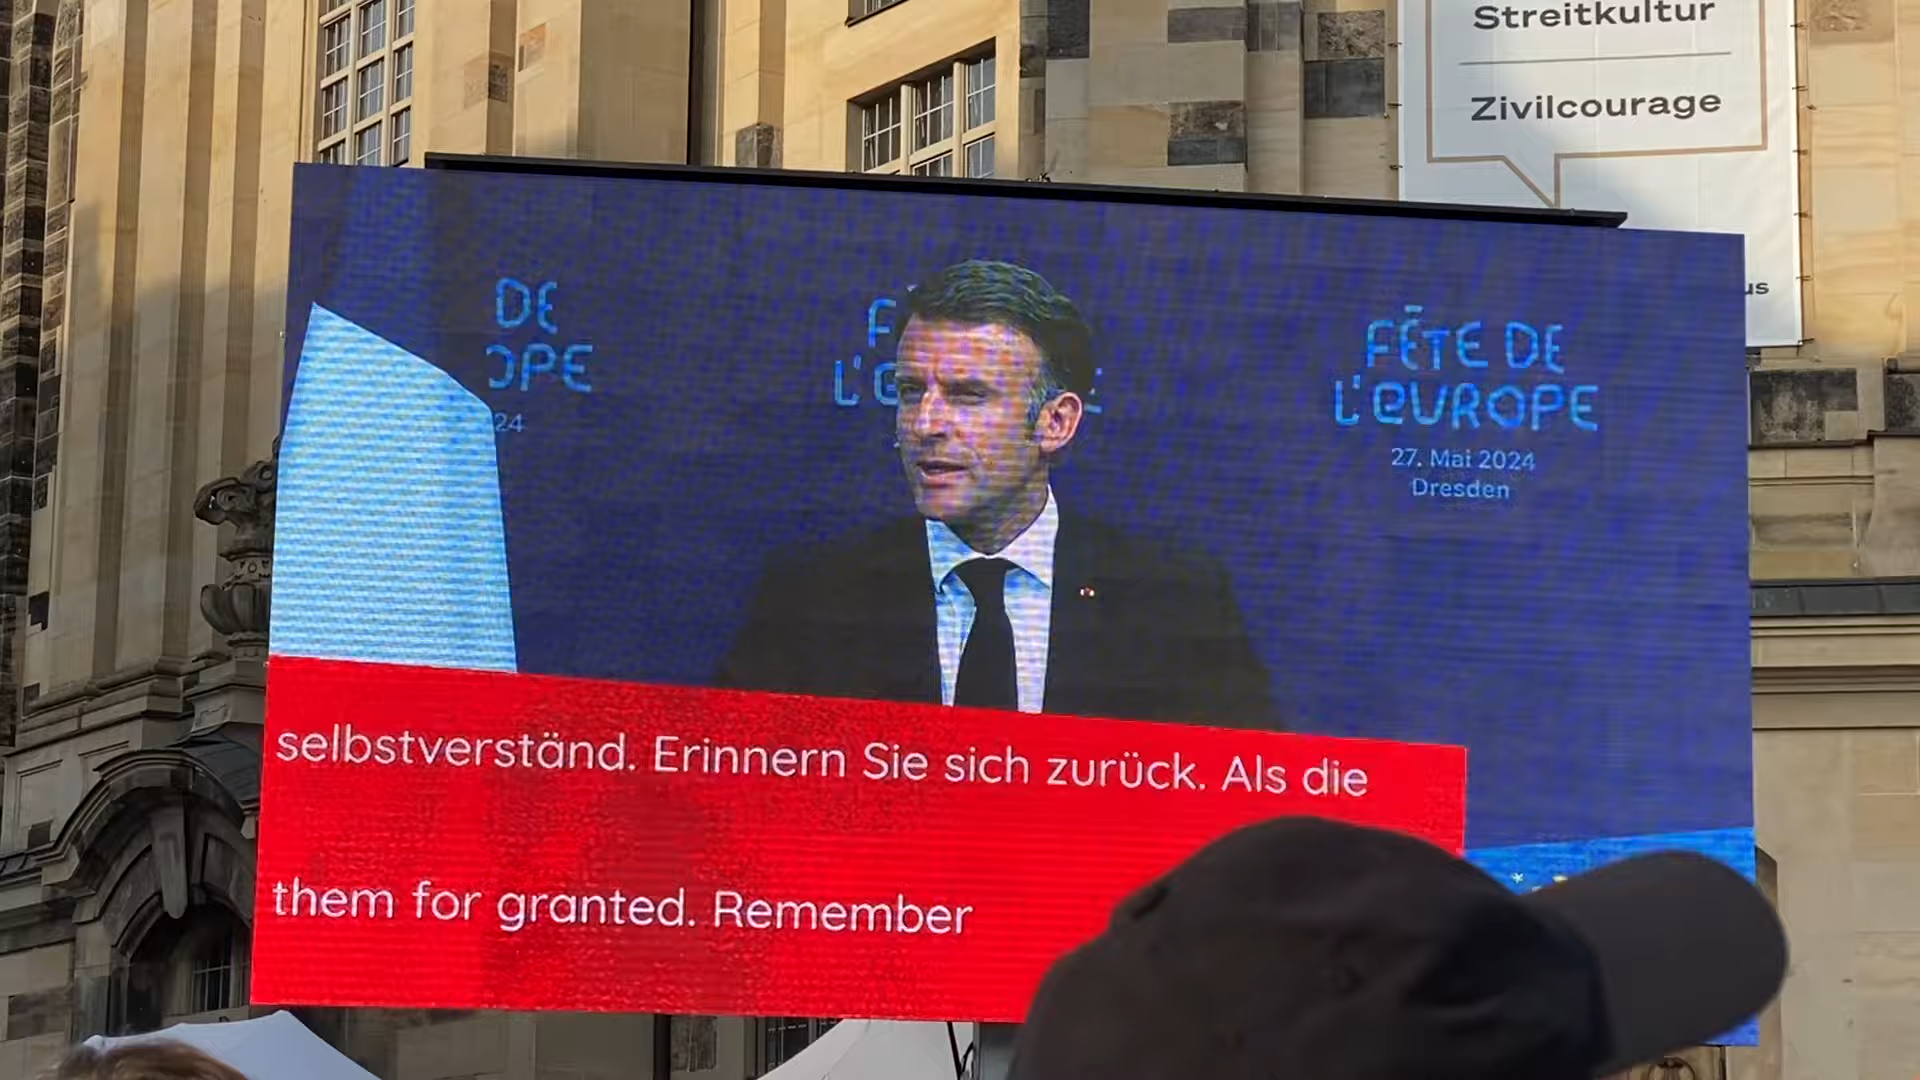 Streitkultur
Zivilcourage
us
DE
OPE
24
F
L'E
FÊTE DE
L'EUROPE
27. Mai 2024
Dresden
selbstverständ. Erinnern Sie sich zurück. Als die
them for granted. Remember